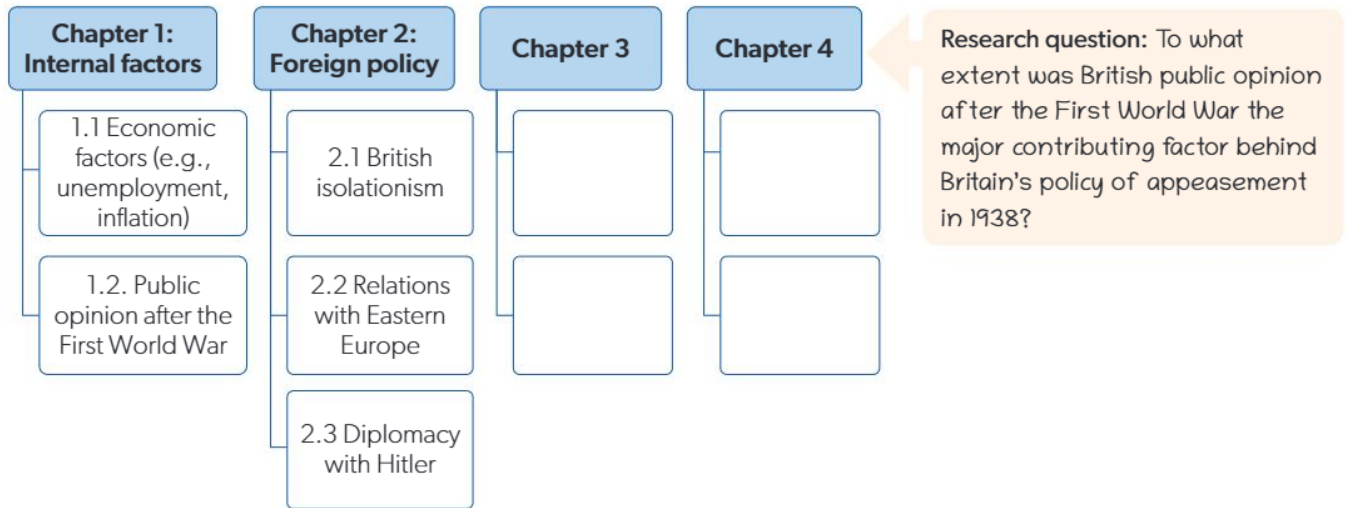 Chapter 1:
Internal factors
1.1 Economic
factors (e.g.,
unemployment,
inflation)
1.2. Public
opinion after the
First World War
Chapter 2:
Foreign policy
2.1 British
isolationism
2.2 Relations
with Eastern
Europe
2.3 Diplomacy
with Hitler
Chapter 3
Chapter 4
Research question: To what
extent was British public opinion
after the First World War the
major contributing factor behind
Britain's policy of appeasement
in 1938?